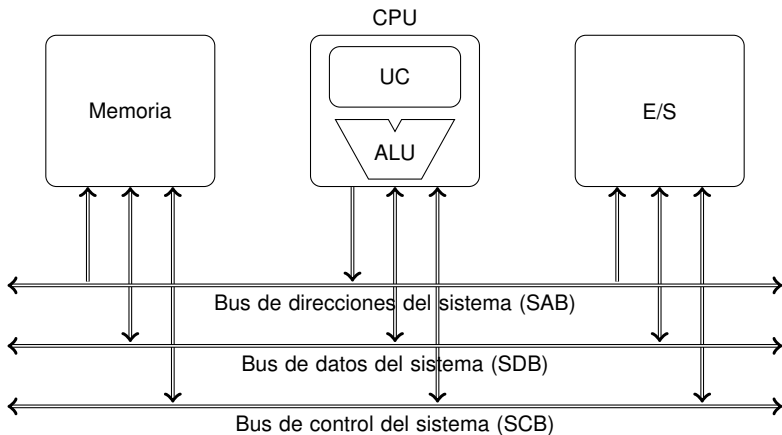 CPU
Memoria
UC
ALU
E/S
Bus de direcciones del sistema (SAB)
Bus de datos del sistema (SDB)
Bus de control del sistema (SCB)